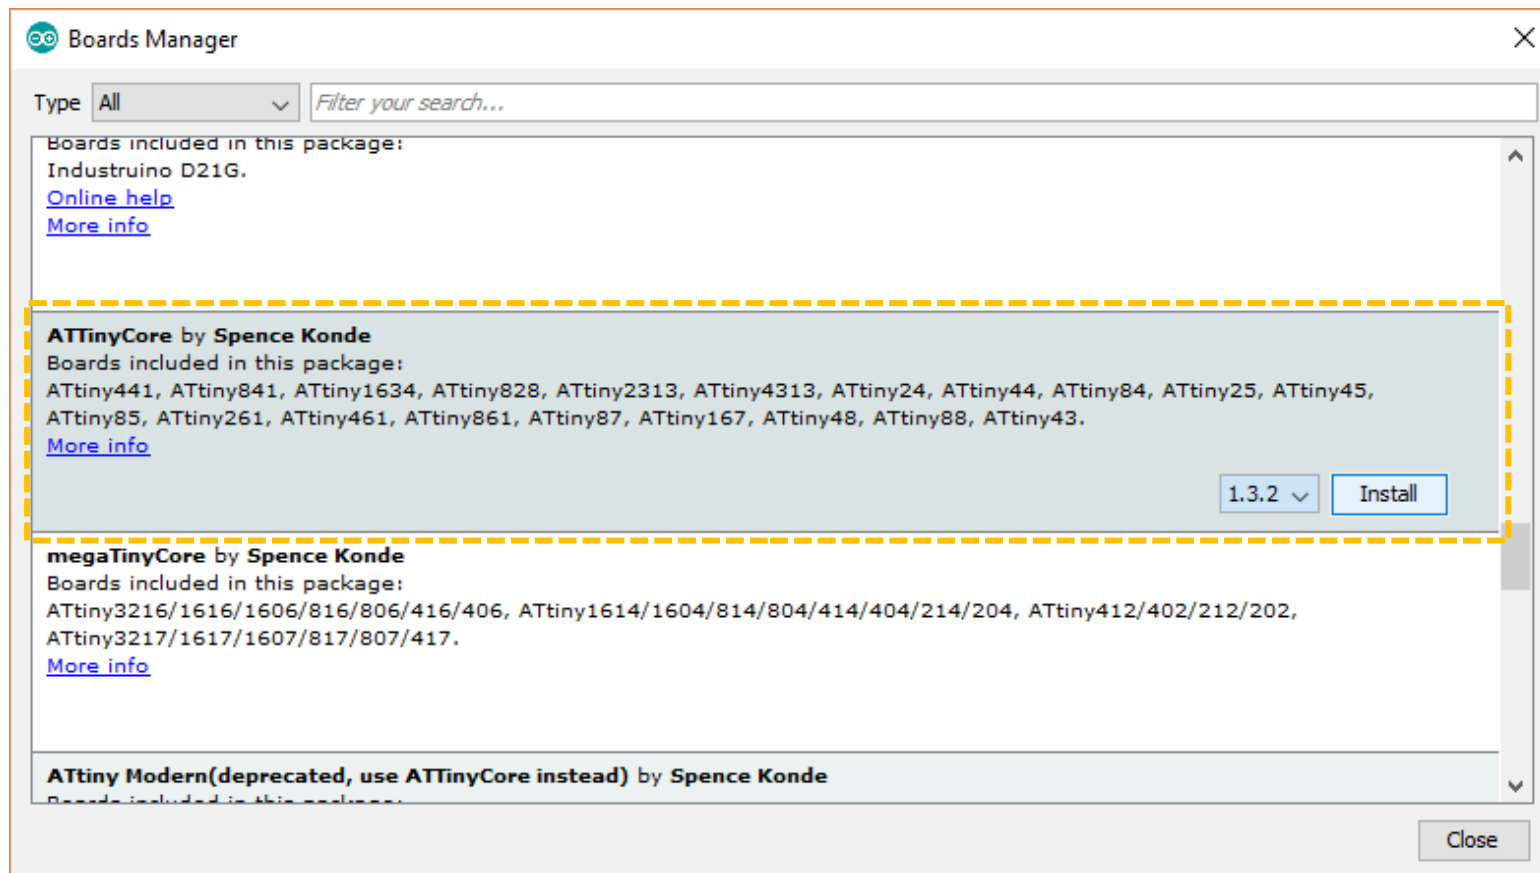 Boards Manager
Type All Filter your search...
Boards included in this package:
Industruino D21G.
Online help
More info
ATTinyCore by Spence Konde
Boards included in this package:
ATtiny441, ATtiny841, ATtiny1634, ATtiny828, ATtiny2313, ATtiny4313, ATtiny24, ATtiny44, ATtiny84, ATtiny25, ATtiny45,
ATtiny85, ATtiny261, ATtiny461, ATtiny861, ATtiny87, ATtiny167, ATtiny48, ATtiny88, ATtiny43.
More info
1.3.2 Install
megaTinyCore by Spence Konde
Boards included in this package:
ATtiny3216/1616/1606/816/806/416/406, ATtiny1614/1604/814/804/414/404/214/204, ATtiny412/402/212/202,
ATtiny3217/1617/1607/817/807/417.
More info
ATtiny Modern(deprecated, use ATTinyCore instead) by Spence Konde
Boards included in this package:
Close